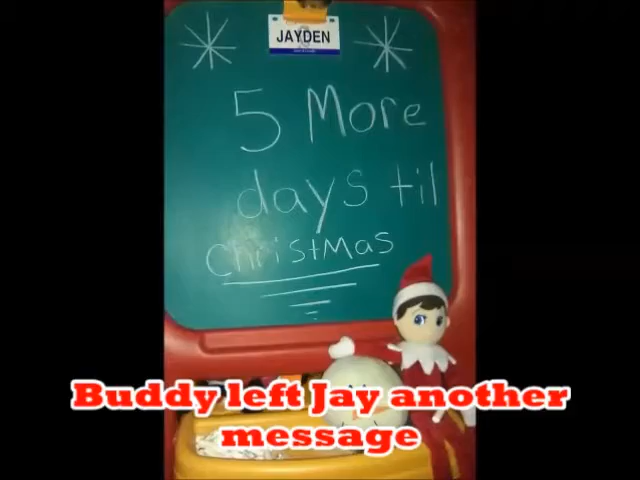 JAYDEN
5 More
days til
Christmas
Buddy left Jay another
message